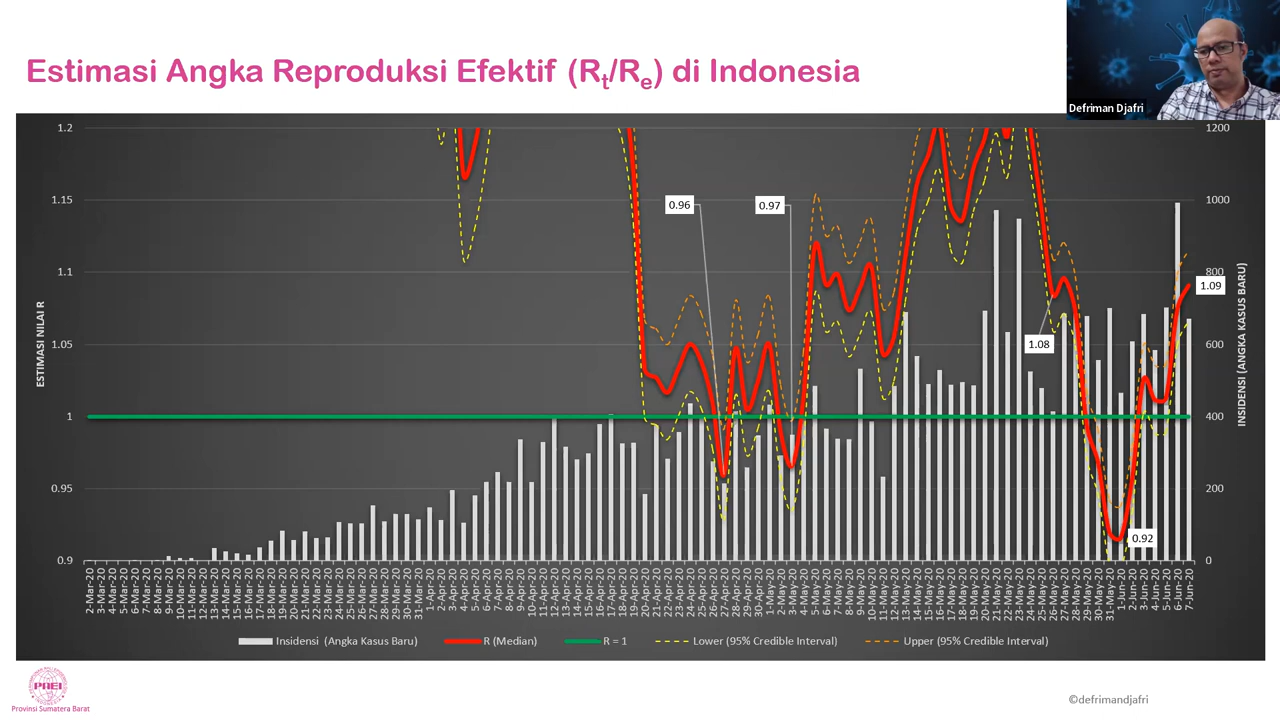 Estimasi Angka Reproduksi Efektif (Rt/Re) di Indonesia
Defriman Djafri
1.2
1.15
1.1
1.05
1
0.95
0.9
ESTIMASI NILAI R
0.96
0.97
1.08
0.92
1.09
1200
1000
800
600
400
200
0
INSIDENSI (ANGKA KASUS BARU)
2-Mar-20
3-Mar-20
4-Mar-20
5-Mar-20
6-Mar-20
7-Mar-20
8-Mar-20
9-Mar-20
10-Mar-20
11-Mar-20
12-Mar-20
13-Mar-20
14-Mar-20
15-Mar-20
16-Mar-20
17-Mar-20
18-Mar-20
19-Mar-20
20-Mar-20
21-Mar-20
22-Mar-20
23-Mar-20
24-Mar-20
25-Mar-20
26-Mar-20
27-Mar-20
28-Mar-20
29-Mar-20
30-Mar-20
31-Mar-20
1-Apr-20
2-Apr-20
3-Apr-20
4-Apr-20
5-Apr-20
6-Apr-20
7-Apr-20
8-Apr-20
9-Apr-20
10-Apr-20
11-Apr-20
12-Apr-20
13-Apr-20
14-Apr-20
15-Apr-20
16-Apr-20
17-Apr-20
18-Apr-20
19-Apr-20
20-Apr-20
21-Apr-20
22-Apr-20
23-Apr-20
24-Apr-20
25-Apr-20
26-Apr-20
27-Apr-20
28-Apr-20
29-Apr-20
30-Apr-20
1-May-20
2-May-20
3-May-20
4-May-20
5-May-20
6-May-20
7-May-20
8-May-20
9-May-20
10-May-20
11-May-20
12-May-20
13-May-20
14-May-20
15-May-20
16-May-20
17-May-20
18-May-20
19-May-20
20-May-20
21-May-20
22-May-20
23-May-20
24-May-20
25-May-20
26-May-20
27-May-20
28-May-20
29-May-20
30-May-20
31-May-20
1-Jun-20
2-Jun-20
3-Jun-20
4-Jun-20
5-Jun-20
6-Jun-20
7-Jun-20
Insidensi (Angka Kasus Baru)
R (Median)
R = 1
Lower (95% Credible Interval)
Upper (95% Credible Interval)
PAEI
Provinsi Sumatera Barat
©defrimandjafri